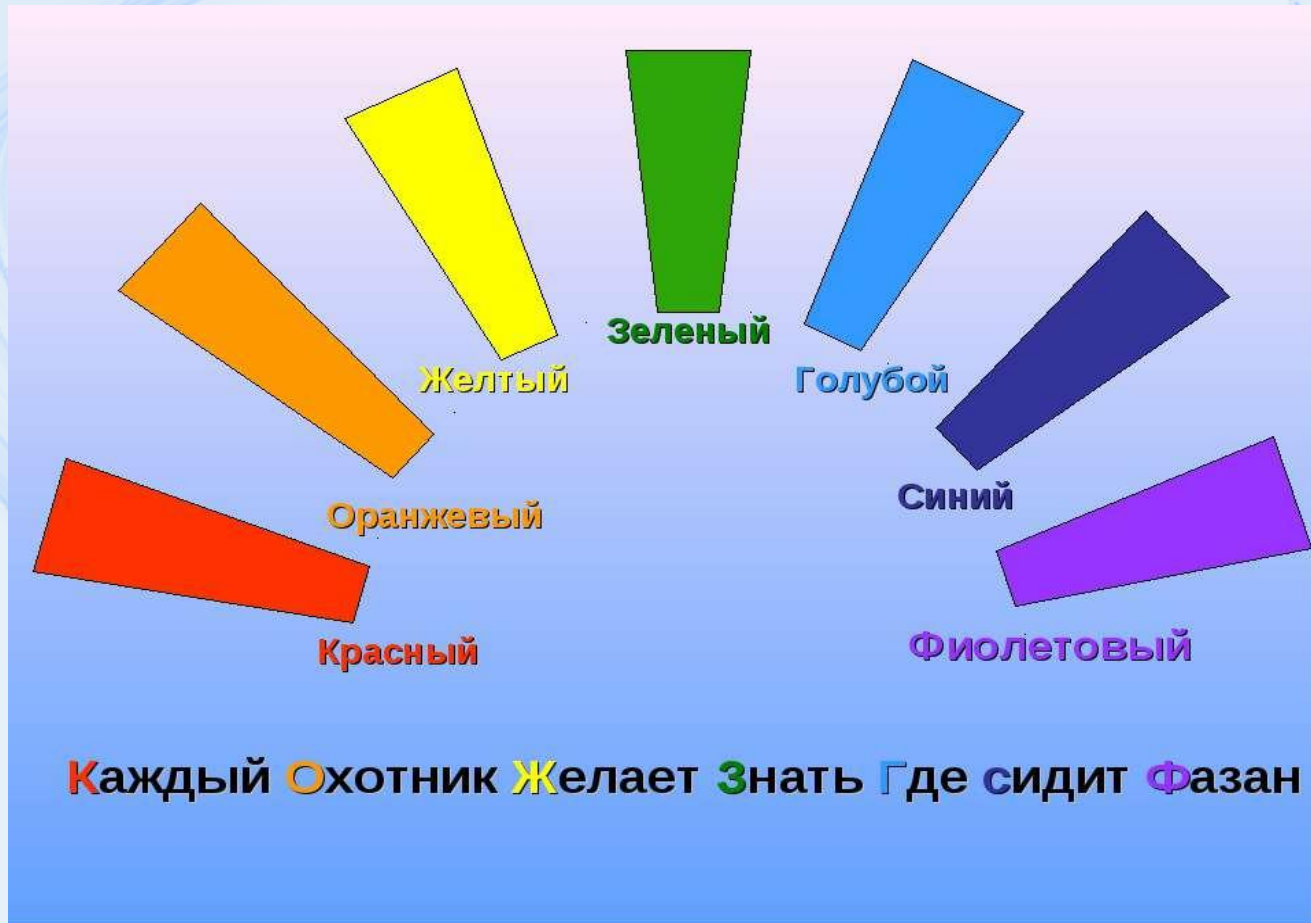 Зеленый
Желтый
Голубой
Оранжевый
Синий
Красный
Фиолетовый
Каждый Охотник Желает Знать Где сидит Фазан